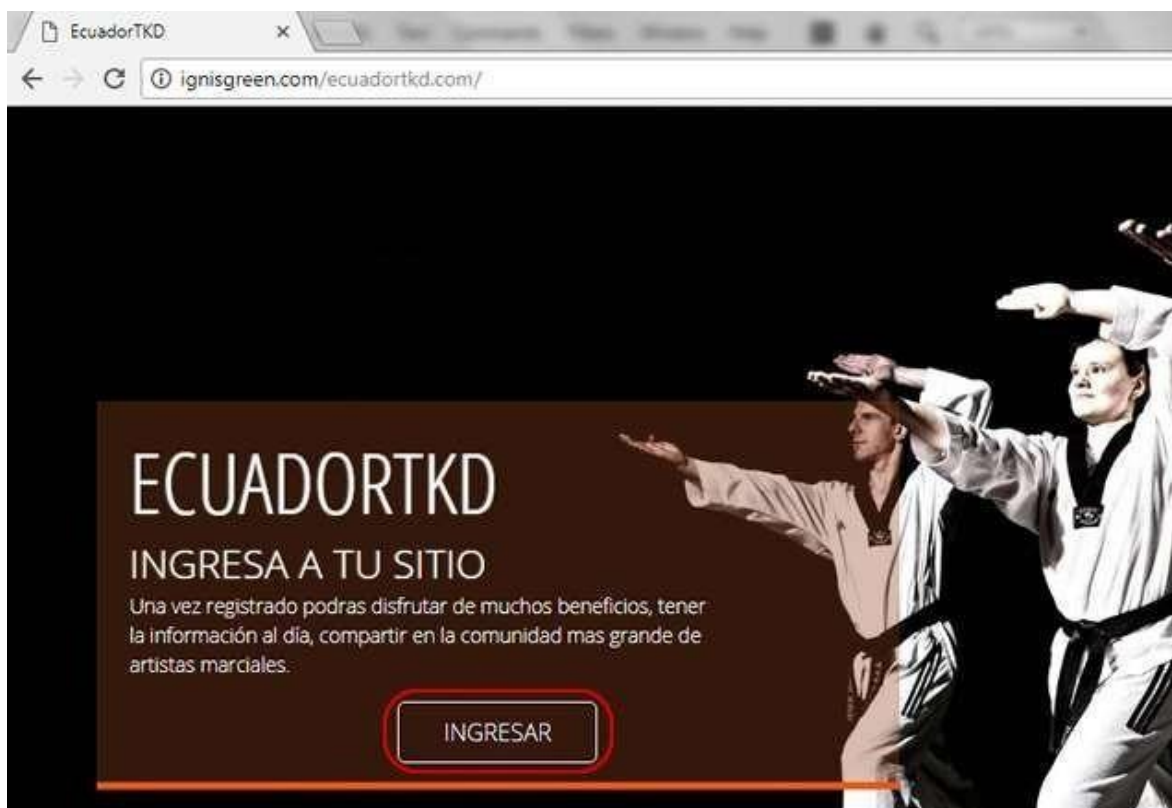 EcuadorTKD
ignisgreen.com/ecuadortkd.com/
ECUADORTKD
INGRESA A TU SITIO
Una vez registrado podras disfrutar de muchos beneficios, tener
la información al día, compartir en la comunidad mas grande de
artistas marciales.
INGRESAR